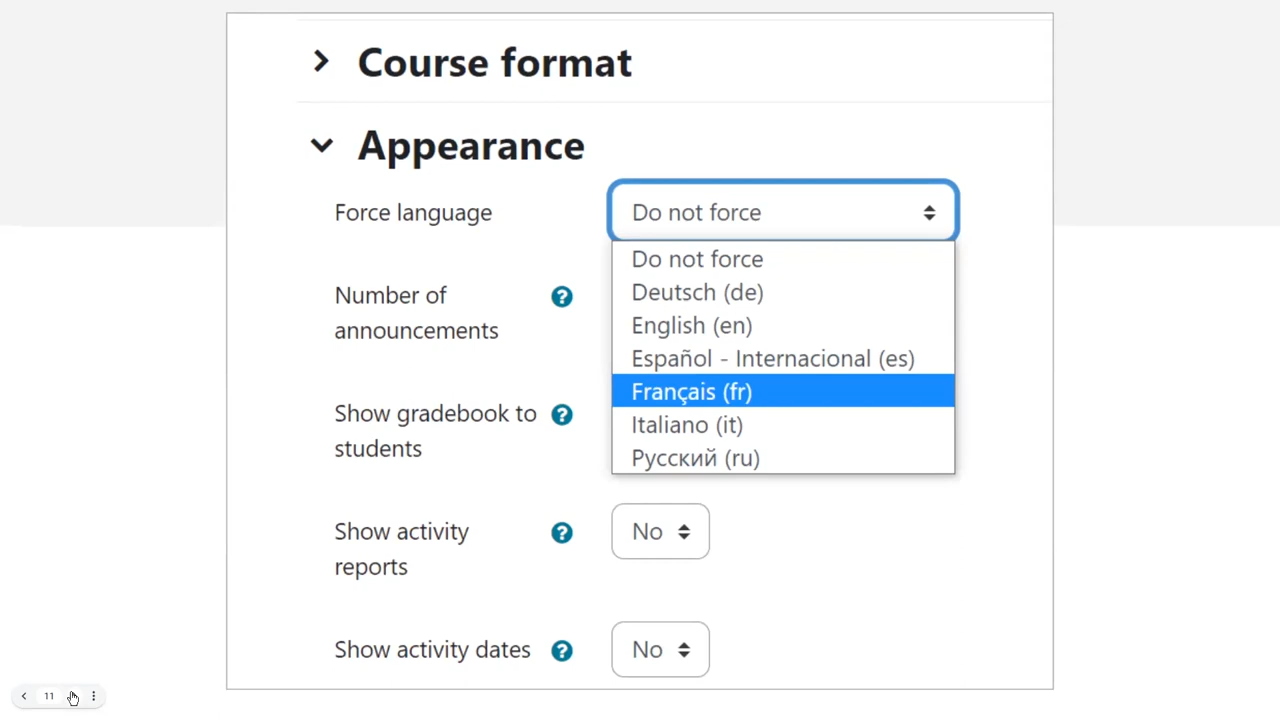 Course format
Appearance
Force language
Do not force
Do not force
Deutsch (de)
English (en)
Español - Internacional (es)
Français (fr)
Italiano (it)
Русский (ru)
Number of
announcements
?
Show gradebook to
students
?
Show activity
reports
?
No
Show activity dates
?
No
11